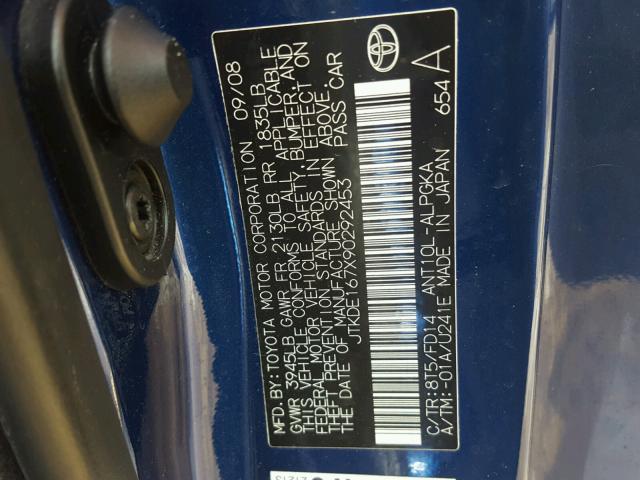 MFD. BY: TOYOTA MOTOR CORPORATION 09/08
GVWR 3945LB GAWR FR 2130LB RR 1835LB
THIS VEHICLE CONFORMS TO ALL APPLICABLE
FEDERAL MOTOR VEHICLE SAFETY, BUMPER, AND
THEFT PREVENTION STANDARDS IN EFFECT ON
THE DATE OF MANUFACTURE SHOWN ABOVE.
JTKDE167X90292453 PASS CAR
C/TR: 8T5/FD14 ANT10L-ALPGKA
A/TM: -01A/U241E MADE IN JAPAN 654 A